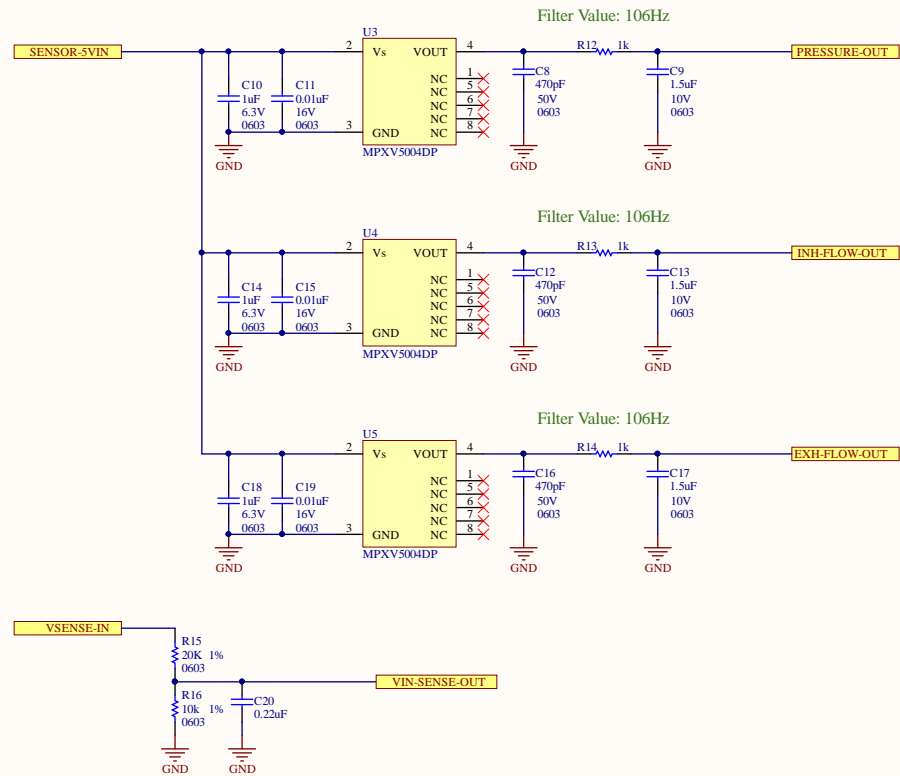 Filter Value: 106Hz
SENSOR-5VIN
U3
2 Vs VOUT 4
R12 1k
PRESSURE-OUT
C10
1uF
6.3V
0603
C11
0.01uF
16V
0603
NC 1
NC 5
NC 6
NC 7
NC 8
3 GND
MPXV5004DP
C8
470pF
50V
0603
C9
1.5uF
10V
0603
GND
GND
GND
Filter Value: 106Hz
U4
2 Vs VOUT 4
R13 1k
INH-FLOW-OUT
C14
1uF
6.3V
0603
C15
0.01uF
16V
0603
NC 1
NC 5
NC 6
NC 7
NC 8
3 GND
MPXV5004DP
C12
470pF
50V
0603
C13
1.5uF
10V
0603
GND
GND
GND
Filter Value: 106Hz
U5
2 Vs VOUT 4
R14 1k
EXH-FLOW-OUT
C18
1uF
6.3V
0603
C19
0.01uF
16V
0603
NC 1
NC 5
NC 6
NC 7
NC 8
3 GND
MPXV5004DP
C16
470pF
50V
0603
C17
1.5uF
10V
0603
GND
GND
GND
VSENSE-IN
R15
20K 1%
0603
VIN-SENSE-OUT
R16
10k 1%
0603
C20
0.22uF
GND
GND